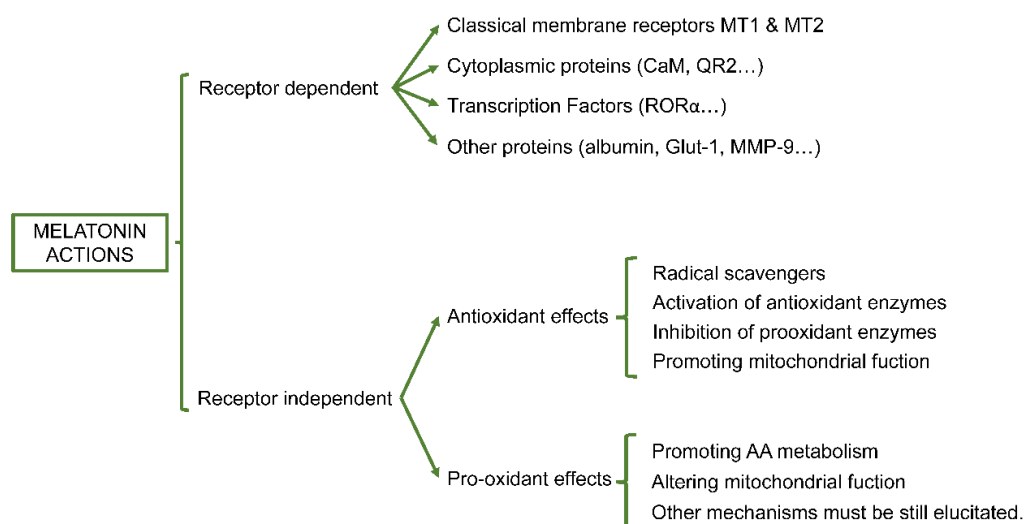 MELATONIN
ACTIONS
Receptor dependent
Classical membrane receptors MT1 & MT2
Cytoplasmic proteins (CaM, QR2…)
Transcription Factors (RORα…)
Other proteins (albumin, Glut-1, MMP-9…)
Receptor independent
Antioxidant effects
Radical scavengers
Activation of antioxidant enzymes
Inhibition of prooxidant enzymes
Promoting mitochondrial fuction
Pro-oxidant effects
Promoting AA metabolism
Altering mitochondrial fuction
Other mechanisms must be still elucitated.